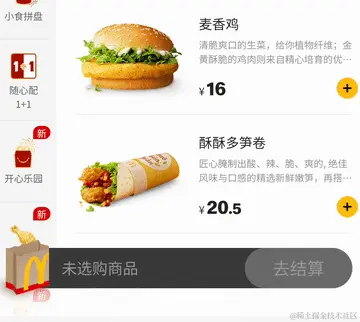 小食拼盘
随心配
1+1
新
开心乐园
新
新
麦香鸡
清脆爽口的生菜，给你植物纤维；金
黄酥脆的鸡肉则来自精心培育的优…
¥ 16
酥酥多笋卷
匠心腌制出酸、辣、脆、爽的, 绝佳
风味与口感的精选新鲜嫩笋，再搭…
¥ 20.5
未选购商品
去结算
@稀土掘金技术社区